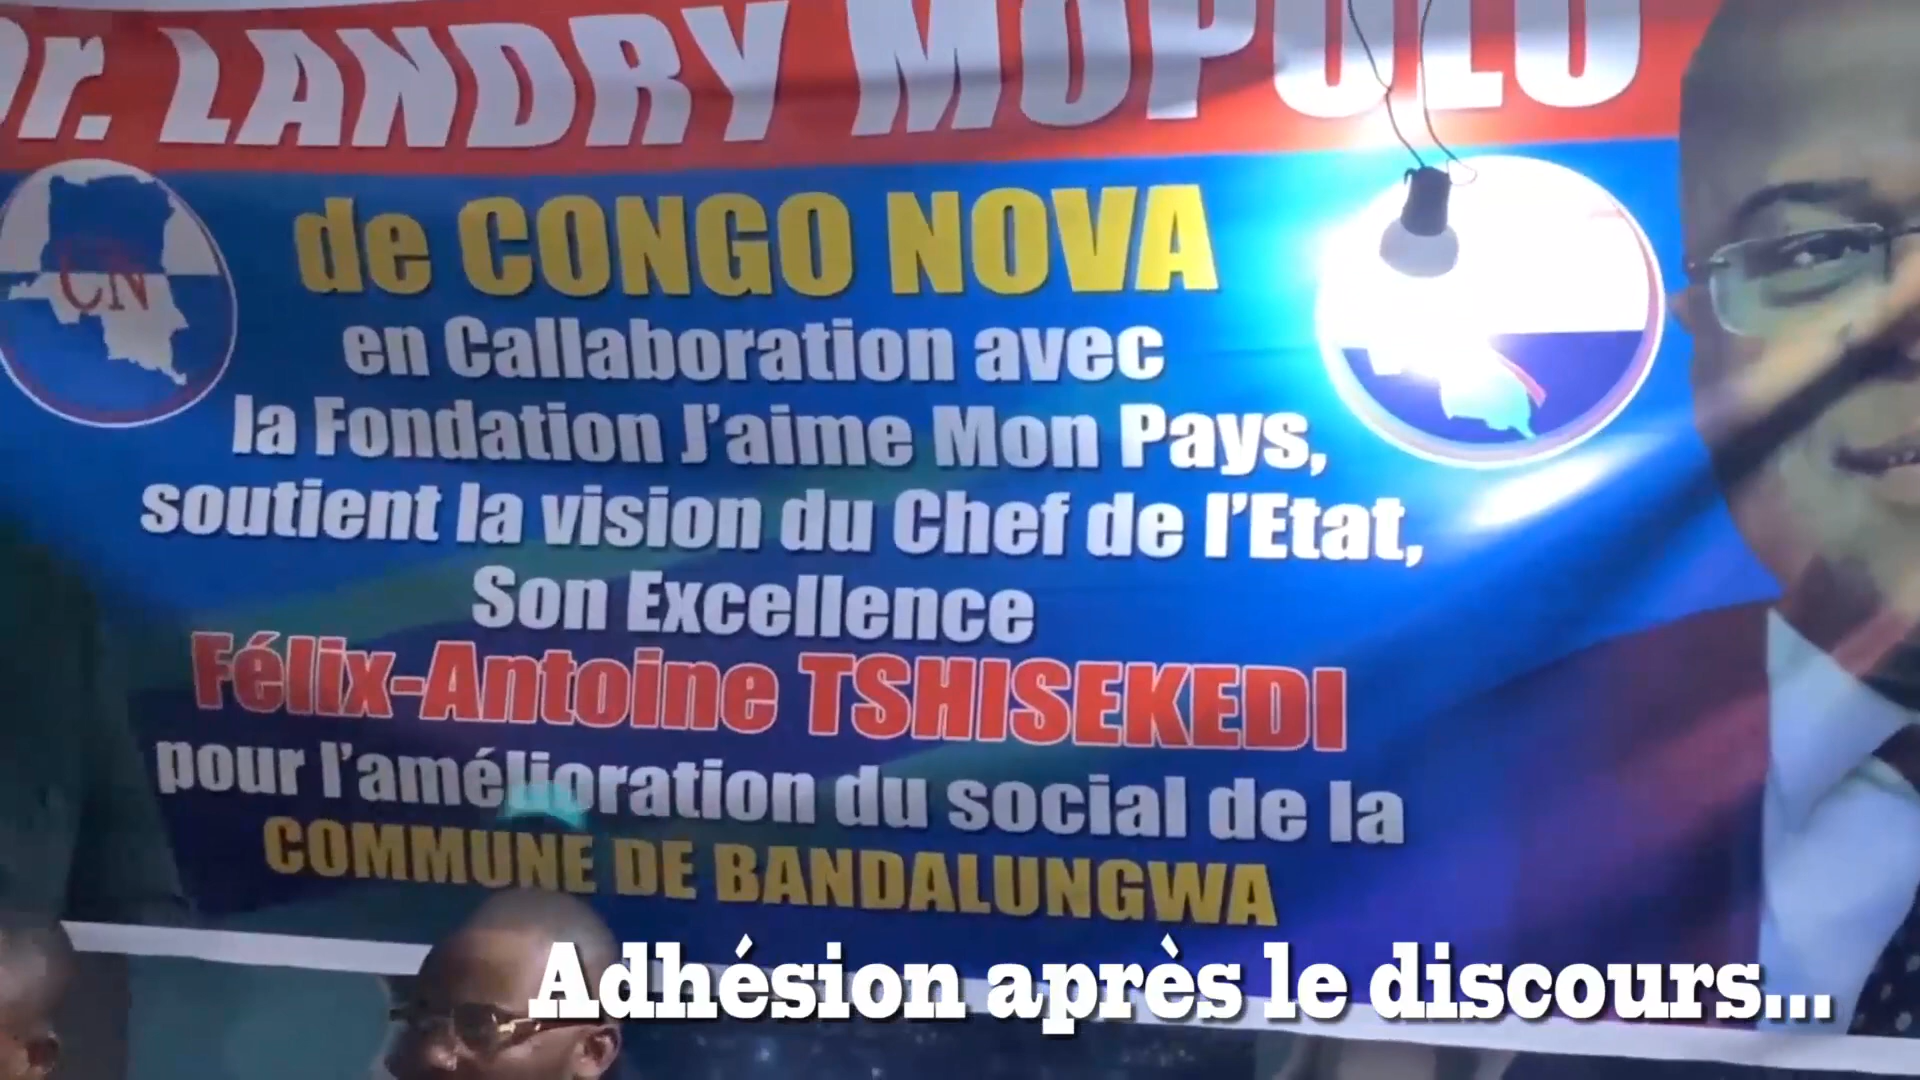 Dr. LANDRY MOPULU
CN
de CONGO NOVA
en Callaboration avec
la Fondation J'aime Mon Pays,
soutient la vision du Chef de l'Etat,
Son Excellence
Félix-Antoine TSHISEKEDI
pour l'amélioration du social de la
COMMUNE DE BANDALUNGWA
Adhésion après le discours...